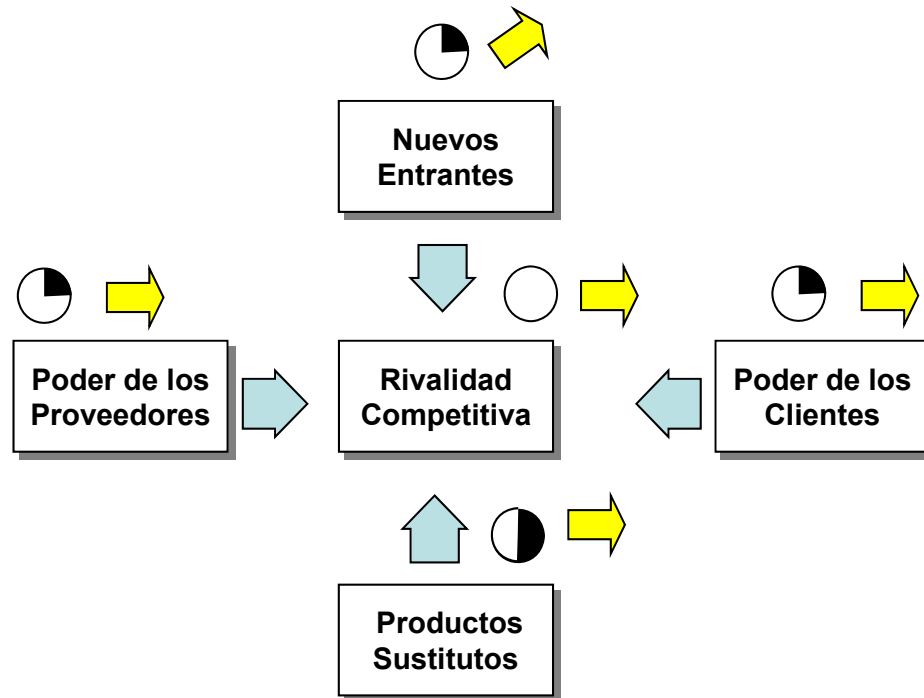 Nuevos
Entrantes
Poder de los
Proveedores
Rivalidad
Competitiva
Poder de los
Clientes
Productos
Sustitutos